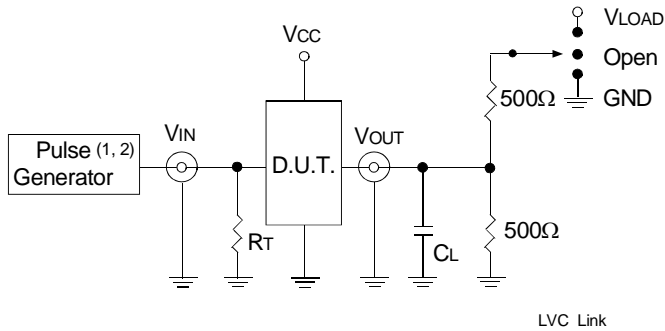 VLOAD
VCC
Open
500Ω
GND
VIN
VOUT
Pulse (1, 2)
Generator
D.U.T.
RT
CL
500Ω
LVC Link